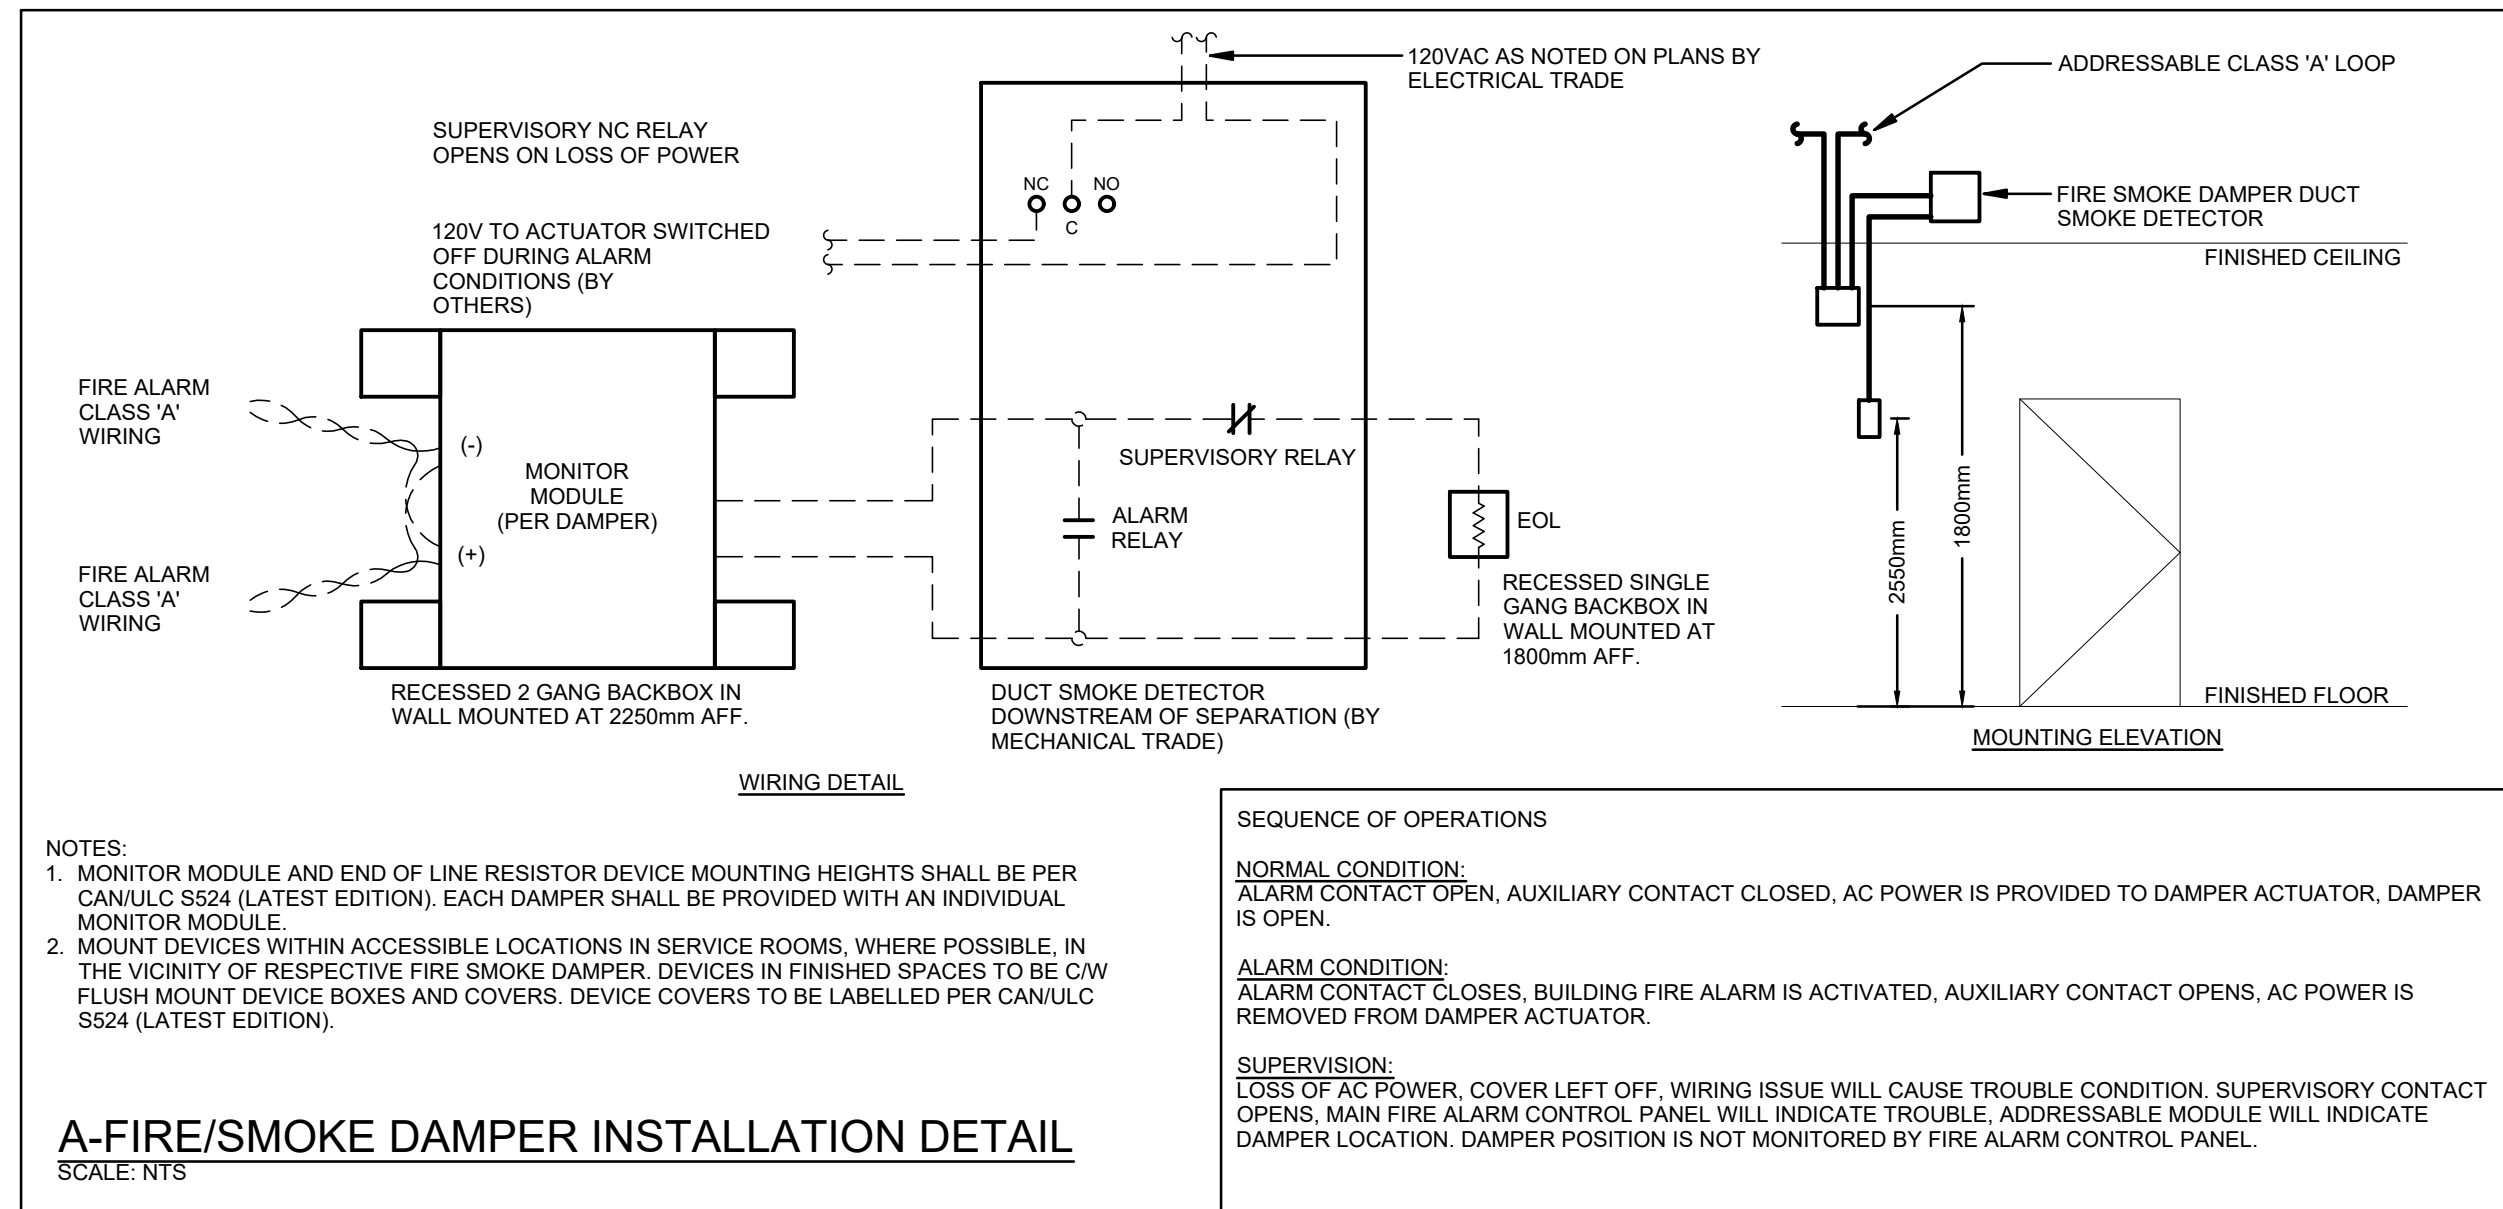 120VAC AS NOTED ON PLANS BY
ELECTRICAL TRADE
SUPERVISORY NC RELAY
OPENS ON LOSS OF POWER
NC
NO
C
120V TO ACTUATOR SWITCHED
OFF DURING ALARM
CONDITIONS (BY
OTHERS)
FIRE ALARM
CLASS 'A'
WIRING
(-)
MONITOR
MODULE
(PER DAMPER)
(+)
FIRE ALARM
CLASS 'A'
WIRING
SUPERVISORY RELAY
ALARM
RELAY
EOL
RECESSED SINGLE
GANG BACKBOX IN
WALL MOUNTED AT
1800mm AFF.
RECESSED 2 GANG BACKBOX IN
WALL MOUNTED AT 2250mm AFF.
DUCT SMOKE DETECTOR
DOWNSTREAM OF SEPARATION (BY
MECHANICAL TRADE)
WIRING DETAIL
ADDRESSABLE CLASS 'A' LOOP
FIRE SMOKE DAMPER DUCT
SMOKE DETECTOR
FINISHED CEILING
2550mm
1800mm
FINISHED FLOOR
MOUNTING ELEVATION
NOTES:
1. MONITOR MODULE AND END OF LINE RESISTOR DEVICE MOUNTING HEIGHTS SHALL BE PER
CAN/ULC S524 (LATEST EDITION). EACH DAMPER SHALL BE PROVIDED WITH AN INDIVIDUAL
MONITOR MODULE.
2. MOUNT DEVICES WITHIN ACCESSIBLE LOCATIONS IN SERVICE ROOMS, WHERE POSSIBLE, IN
THE VICINITY OF RESPECTIVE FIRE SMOKE DAMPER. DEVICES IN FINISHED SPACES TO BE C/W
FLUSH MOUNT DEVICE BOXES AND COVERS. DEVICE COVERS TO BE LABELLED PER CAN/ULC
S524 (LATEST EDITION).
A-FIRE/SMOKE DAMPER INSTALLATION DETAIL
SCALE: NTS
SEQUENCE OF OPERATIONS
NORMAL CONDITION:
ALARM CONTACT OPEN, AUXILIARY CONTACT CLOSED, AC POWER IS PROVIDED TO DAMPER ACTUATOR, DAMPER
IS OPEN.
ALARM CONDITION:
ALARM CONTACT CLOSES, BUILDING FIRE ALARM IS ACTIVATED, AUXILIARY CONTACT OPENS, AC POWER IS
REMOVED FROM DAMPER ACTUATOR.
SUPERVISION:
LOSS OF AC POWER, COVER LEFT OFF, WIRING ISSUE WILL CAUSE TROUBLE CONDITION. SUPERVISORY CONTACT
OPENS, MAIN FIRE ALARM CONTROL PANEL WILL INDICATE TROUBLE, ADDRESSABLE MODULE WILL INDICATE
DAMPER LOCATION. DAMPER POSITION IS NOT MONITORED BY FIRE ALARM CONTROL PANEL.